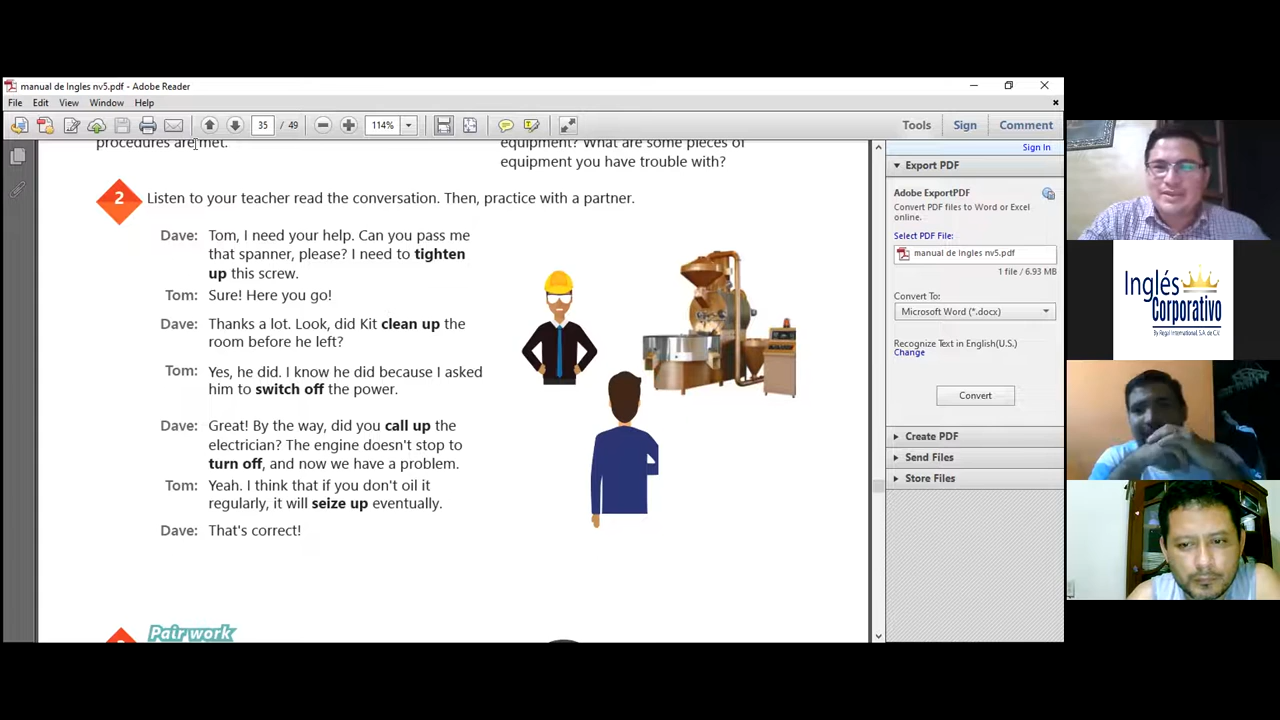 manual de Ingles nv5.pdf - Adobe Reader
File Edit View Window Help
35 / 49 114% Tools Sign Comment
procedures are met.
equipment? What are some pieces of
equipment you have trouble with?
2 Listen to your teacher read the conversation. Then, practice with a partner.
Dave: Tom, I need your help. Can you pass me
that spanner, please? I need to tighten
up this screw.
Tom: Sure! Here you go!
Dave: Thanks a lot. Look, did Kit clean up the
room before he left?
Tom: Yes, he did. I know he did because I asked
him to switch off the power.
Dave: Great! By the way, did you call up the
electrician? The engine doesn't stop to
turn off, and now we have a problem.
Tom: Yeah. I think that if you don't oil it
regularly, it will seize up eventually.
Dave: That's correct!
Pair work
Sign In
Export PDF
Adobe ExportPDF
Convert PDF files to Word or Excel
online.
Select PDF File:
manual de Ingles nv5.pdf
1 file / 6.93 MB
Convert To:
Microsoft Word (*.docx)
Recognize Text in English(U.S.)
Change
Convert
Create PDF
Send Files
Store Files
Inglés
Corporativo
By Regal International, S.A. de C.V.